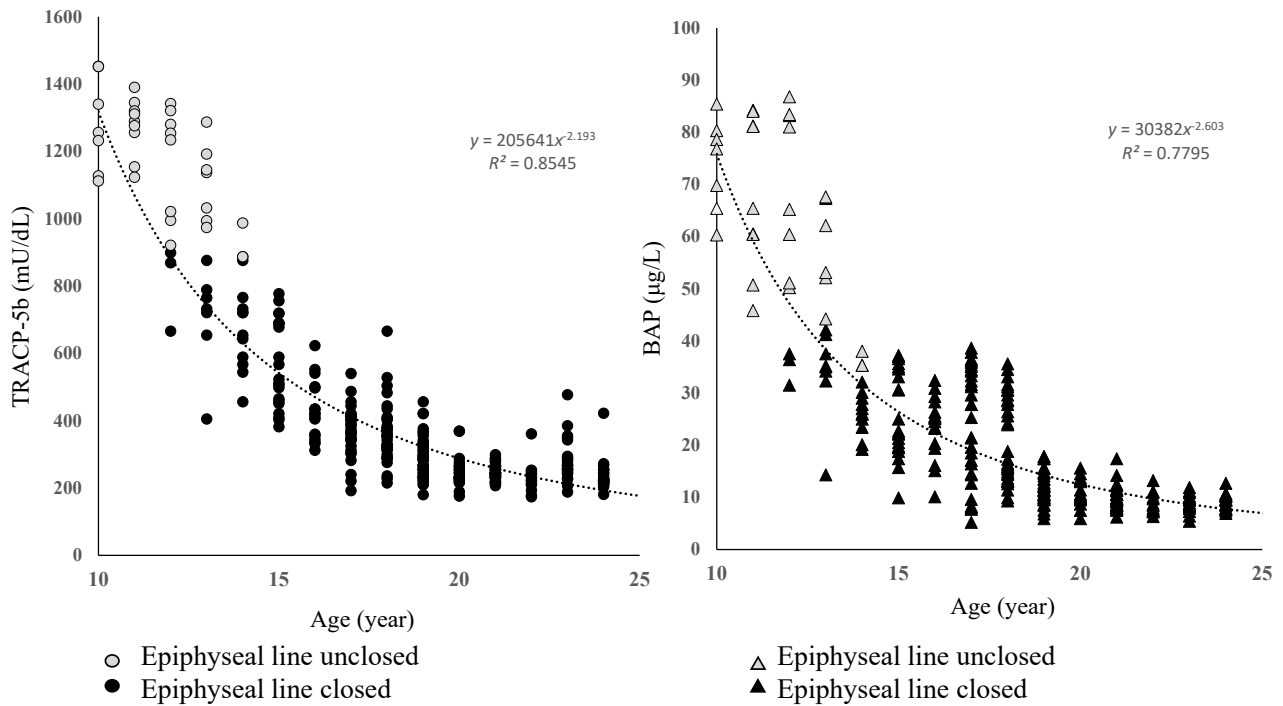 1600
1400
1200
1000
800
600
400
200
0
TRACP-5b (mU/dL)
y = 205641x^-2.193
R² = 0.8545
10 15 20 25
Age (year)
Epiphyseal line unclosed
Epiphyseal line closed
100
90
80
70
60
50
40
30
20
10
0
BAP (μg/L)
y = 30382x^-2.603
R² = 0.7795
10 15 20 25
Age (year)
Epiphyseal line unclosed
Epiphyseal line closed